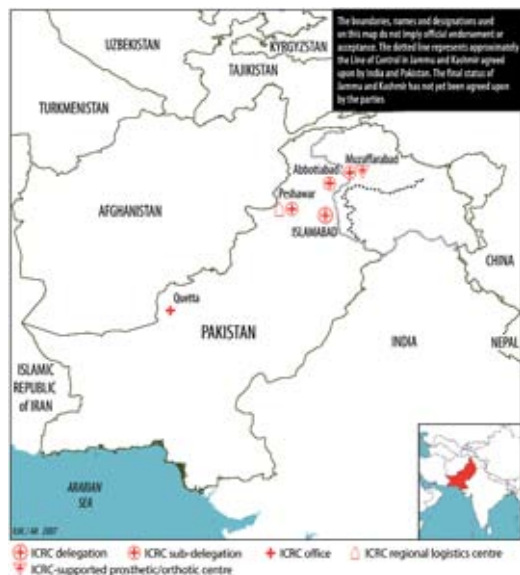 The boundaries, names and designations used
on this map do not imply official endorsement or
acceptance. The dotted line represents approximately
the Line of Control in Jammu and Kashmir agreed
upon by India and Pakistan. The final status of
Jammu and Kashmir has not yet been agreed upon
by the parties
UZBEKISTAN
KYRGYZSTAN
TAJIKISTAN
TURKMENISTAN
Muzaffarabad
Abbottabad
Peshawar
AFGHANISTAN
ISLAMABAD
CHINA
Quetta
PAKISTAN
INDIA
NEPAL
ISLAMIC
REPUBLIC
of IRAN
ARABIAN
SEA
2007
ICRC delegation
ICRC sub-delegation
ICRC office
ICRC regional logistics centre
ICRC-supported prosthetic/orthotic centre